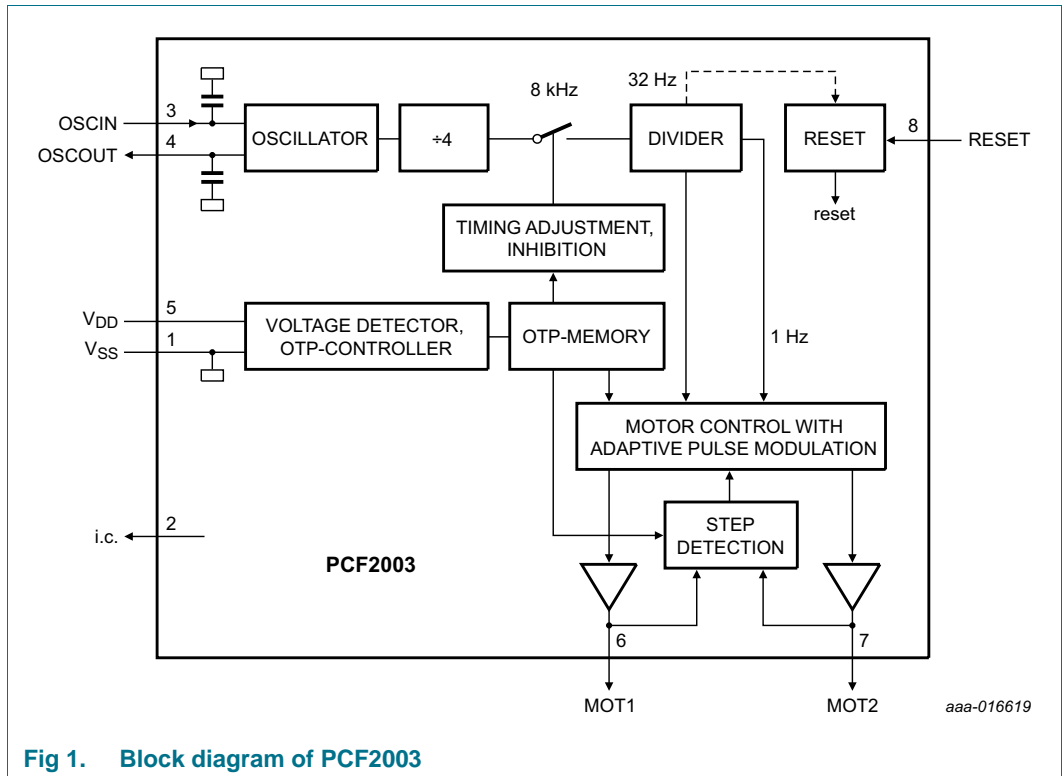 8 kHz
32 Hz
OSCIN
3
OSCOUT
4
OSCILLATOR
÷4
DIVIDER
RESET
8
RESET
reset
TIMING ADJUSTMENT,
INHIBITION
VDD
5
VSS
1
VOLTAGE DETECTOR,
OTP-CONTROLLER
OTP-MEMORY
1 Hz
MOTOR CONTROL WITH
ADAPTIVE PULSE MODULATION
i.c.
2
STEP
DETECTION
PCF2003
6
7
MOT1
MOT2
aaa-016619
Fig 1. Block diagram of PCF2003